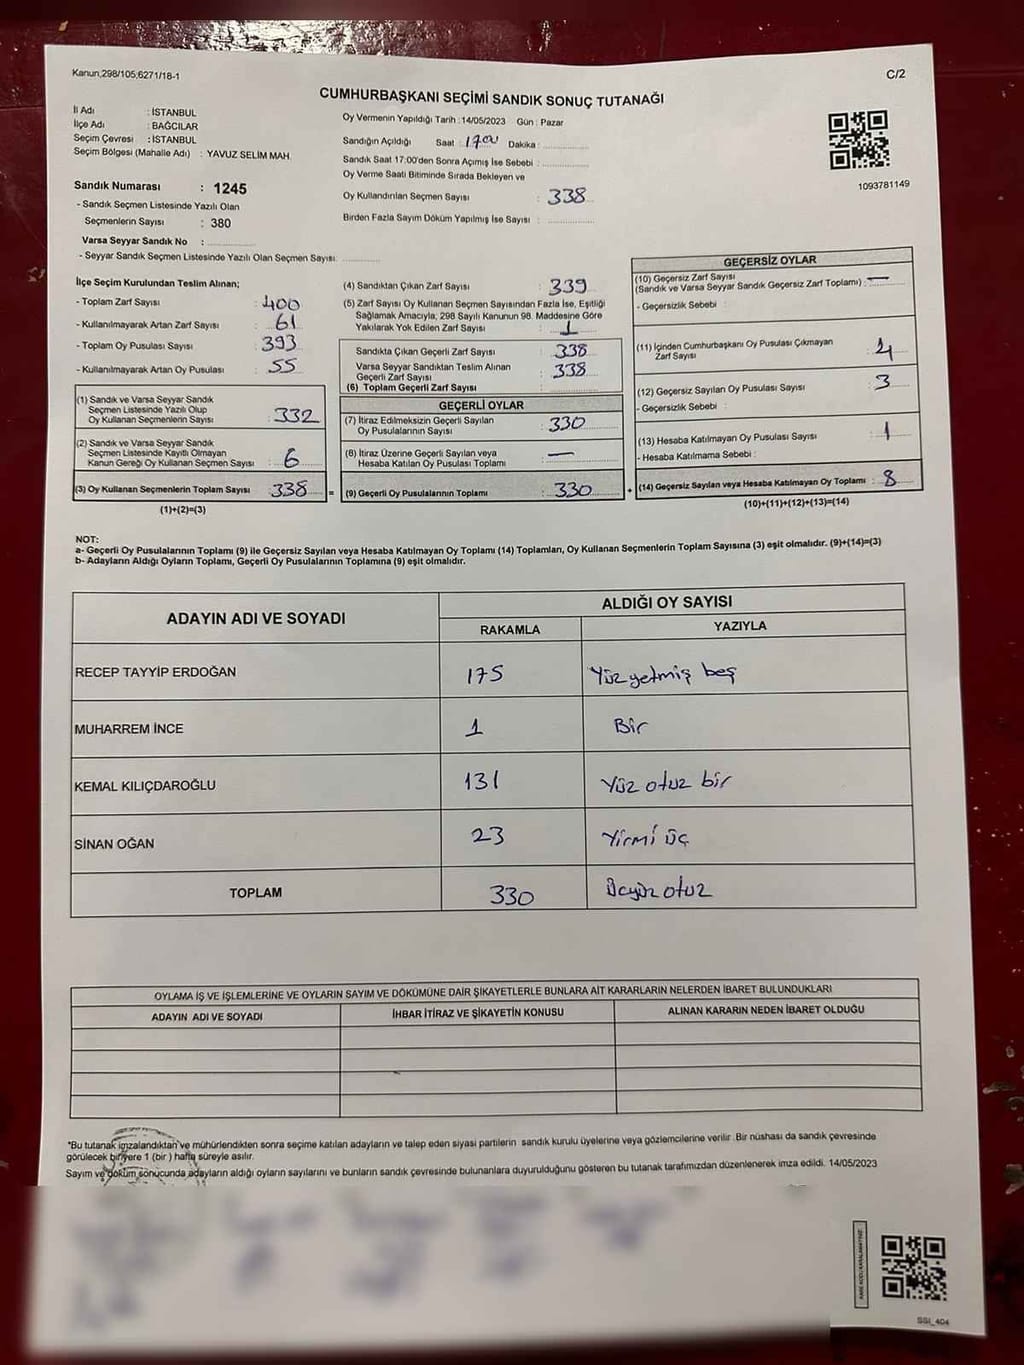 Kanun,298/105;6271/18-1
C/2
CUMHURBAŞKANI SEÇİMİ SANDIK SONUÇ TUTANAĞI
İl Adı : İSTANBUL
İlçe Adı : BAĞCILAR
Seçim Çevresi : İSTANBUL
Seçim Bölgesi (Mahalle Adı) : YAVUZ SELİM MAH.
Sandık Numarası : 1245
- Sandık Seçmen Listesinde Yazılı Olan
Seçmenlerin Sayısı : 380
Varsa Seyyar Sandık No :
- Seyyar Sandık Seçmen Listesinde Yazılı Olan Seçmen Sayısı:
Oy Vermenin Yapıldığı Tarih : 14/05/2023 Gün : Pazar
Sandığın Açıldığı Saat : 1700 Dakika :
Sandık Saat 17:00'den Sonra Açımış İse Sebebi :
Oy Verme Saati Bitiminde Sırada Bekleyen ve
Oy Kullandırılan Seçmen Sayısı : 338
Birden Fazla Sayım Döküm Yapılmış İse Sayısı :
1093781149
İlçe Seçim Kurulundan Teslim Alınan;
- Toplam Zarf Sayısı : 400
- Kullanılmayarak Artan Zarf Sayısı : 61
- Toplam Oy Pusulası Sayısı : 393
- Kullanılmayarak Artan Oy Pusulası : 55
(1) Sandık ve Varsa Seyyar Sandık
Seçmen Listesinde Yazılı Olup
Oy Kullanan Seçmenlerin Sayısı : 332
(2) Sandık ve Varsa Seyyar Sandık
Seçmen Listesinde Kayıtlı Olmayan
Kanun Gereği Oy Kullanan Seçmen Sayısı : 6
(3) Oy Kullanan Seçmenlerin Toplam Sayısı : 338 =
(1)+(2)=(3)
(4) Sandıktan Çıkan Zarf Sayısı : 339
(5) Zarf Sayısı Oy Kullanan Seçmen Sayısından Fazla İse, Eşitliği
Sağlamak Amacıyla; 298 Sayılı Kanunun 98. Maddesine Göre
Yakılarak Yok Edilen Zarf Sayısı : 1
Sandıkta Çıkan Geçerli Zarf Sayısı : 338
Varsa Seyyar Sandıktan Teslim Alınan
Geçerli Zarf Sayısı : 338
(6) Toplam Geçerli Zarf Sayısı :
GEÇERLİ OYLAR
(7) İtiraz Edilmeksizin Geçerli Sayılan
Oy Pusulalarının Sayısı : 330
(8) İtiraz Üzerine Geçerli Sayılan veya
Hesaba Katılan Oy Pusulası Toplamı : —
(9) Geçerli Oy Pusulalarının Toplamı : 330 +
GEÇERSİZ OYLAR
(10) Geçersiz Zarf Sayısı
(Sandık ve Varsa Seyyar Sandık Geçersiz Zarf Toplamı) : —
- Geçersizlik Sebebi :
(11) İçinden Cumhurbaşkanı Oy Pusulası Çıkmayan
Zarf Sayısı : 4
(12) Geçersiz Sayılan Oy Pusulası Sayısı : 3
- Geçersizlik Sebebi :
(13) Hesaba Katılmayan Oy Pusulası Sayısı : 1
- Hesaba Katılmama Sebebi :
(14) Geçersiz Sayılan veya Hesaba Katılmayan Oy Toplamı : 8
(10)+(11)+(12)+(13)=(14)
NOT:
a- Geçerli Oy Pusulalarının Toplamı (9) ile Geçersiz Sayılan veya Hesaba Katılmayan Oy Toplamı (14) Toplamları, Oy Kullanan Seçmenlerin Toplam Sayısına (3) eşit olmalıdır. (9)+(14)=(3)
b- Adayların Aldığı Oyların Toplamı, Geçerli Oy Pusulalarının Toplamına (9) eşit olmalıdır.
ADAYIN ADI VE SOYADI
ALDIĞI OY SAYISI
RAKAMLA YAZIYLA
RECEP TAYYİP ERDOĞAN 175 Yüz yetmiş beş
MUHARREM İNCE 1 Bir
KEMAL KILIÇDAROĞLU 131 Yüz otuz bir
SİNAN OĞAN 23 Yirmi üç
TOPLAM 330 Üçyüz otuz
OYLAMA İŞ VE İŞLEMLERİNE VE OYLARIN SAYIM VE DÖKÜMÜNE DAİR ŞİKAYETLERLE BUNLARA AİT KARARLARIN NELERDEN İBARET BULUNDUKLARI
ADAYIN ADI VE SOYADI İHBAR İTİRAZ VE ŞİKAYETİN KONUSU ALINAN KARARIN NEDEN İBARET OLDUĞU
*Bu tutanak imzalandıktan ve mühürlendikten sonra seçime katılan adayların ve talep eden siyasi partilerin sandık kurulu üyelerine veya gözlemcilerine verilir .Bir nüshası da sandık çevresinde
görülecek bir yere 1 (bir ) hafta süreyle asılır.
Sayım ve döküm sonucunda adayların aldığı oyların sayılarını ve bunların sandık çevresinde bulunanlara duyurulduğunu gösteren bu tutanak tarafımızdan düzenlenerek imza edildi. 14/05/2023
SSI_404